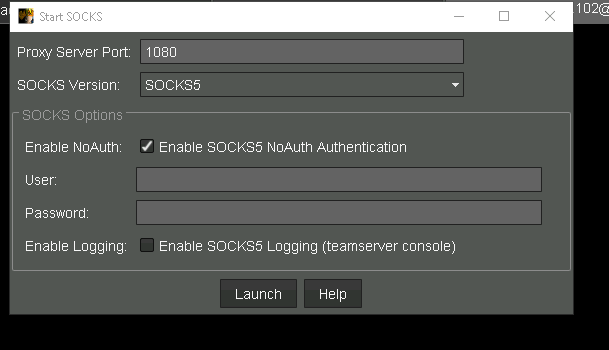 Start SOCKS
102@
Proxy Server Port: 1080
SOCKS Version: SOCKS5
SOCKS Options
Enable NoAuth: Enable SOCKS5 NoAuth Authentication
User:
Password:
Enable Logging: Enable SOCKS5 Logging (teamserver console)
Launch Help